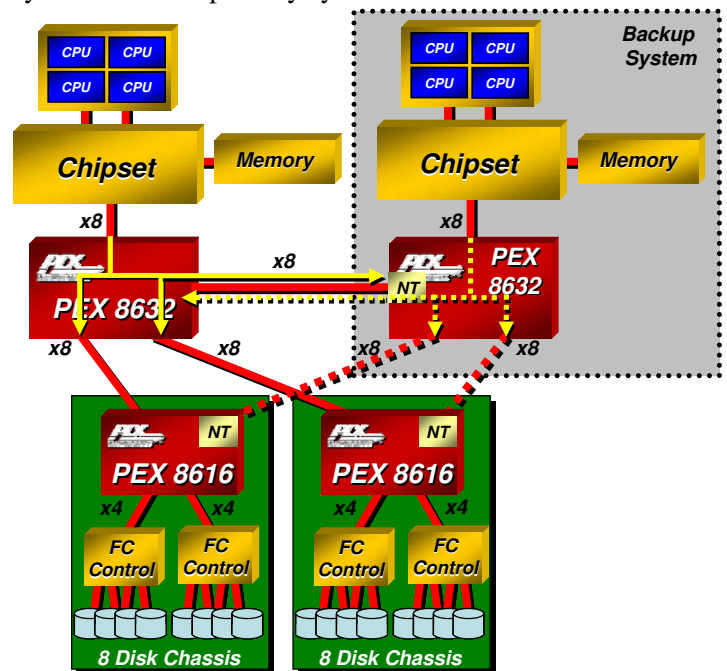 CPU CPU
CPU CPU
Chipset
Memory
x8
PEX 8632
x8
x8
x8
Backup
System
CPU CPU
CPU CPU
Chipset
Memory
x8
PEX
8632
NT
x8
x8
NT
PEX 8616
x4
x4
FC
Control
FC
Control
8 Disk Chassis
NT
PEX 8616
x4
x4
FC
Control
FC
Control
8 Disk Chassis